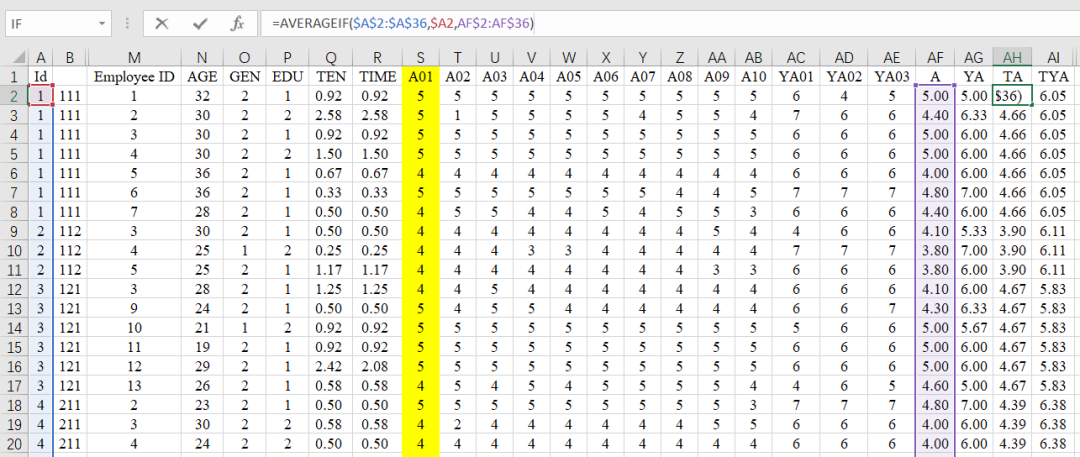 IF =AVERAGEIF($A$2:$A$36,$A2,AF$2:AF$36)
A B M N O P Q R S T U V W X Y Z AA AB AC AD AE AF AG AH AI
1 Id Employee ID AGE GEN EDU TEN TIME A01 A02 A03 A04 A05 A06 A07 A08 A09 A10 YA01 YA02 YA03 A YA TA TYA
2 1 111 1 32 2 1 0.92 0.92 5 5 5 5 5 5 5 5 5 5 6 4 5 5.00 5.00 $36) 6.05
3 1 111 2 30 2 2 2.58 2.58 5 1 5 5 5 5 4 5 5 4 7 6 6 4.40 6.33 4.66 6.05
4 1 111 3 30 2 1 0.92 0.92 5 5 5 5 5 5 5 5 5 5 6 6 6 5.00 6.00 4.66 6.05
5 1 111 4 30 2 2 1.50 1.50 5 5 5 5 5 5 5 5 5 5 6 6 6 5.00 6.00 4.66 6.05
6 1 111 5 36 2 1 0.67 0.67 4 4 4 4 4 4 4 4 4 4 6 6 6 4.00 6.00 4.66 6.05
7 1 111 6 36 2 1 0.33 0.33 5 5 5 5 5 5 5 4 4 5 7 7 7 4.80 7.00 4.66 6.05
8 1 111 7 28 2 1 0.50 0.50 4 5 5 4 4 5 4 5 5 3 6 6 6 4.40 6.00 4.66 6.05
9 2 112 3 30 2 1 0.50 0.50 4 4 4 4 4 4 4 4 5 4 4 6 6 4.10 5.33 3.90 6.11
10 2 112 4 25 1 2 0.25 0.25 4 4 4 3 3 4 4 4 4 4 7 7 7 3.80 7.00 3.90 6.11
11 2 112 5 25 2 1 1.17 1.17 4 4 4 4 4 4 4 4 3 3 6 6 6 3.80 6.00 3.90 6.11
12 3 121 3 28 2 1 1.25 1.25 4 4 5 4 4 4 4 4 4 4 6 6 6 4.10 6.00 4.67 5.83
13 3 121 9 24 2 1 0.50 0.50 4 5 5 5 4 4 4 4 4 4 6 6 7 4.30 6.33 4.67 5.83
14 3 121 10 21 1 2 0.92 0.92 5 5 5 5 5 5 5 5 5 5 5 6 6 5.00 5.67 4.67 5.83
15 3 121 11 19 2 1 0.92 0.92 5 5 5 5 5 5 5 5 5 5 6 6 6 5.00 6.00 4.67 5.83
16 3 121 12 29 2 1 2.42 2.08 5 5 5 5 5 5 5 5 5 5 6 6 6 5.00 6.00 4.67 5.83
17 3 121 13 26 2 1 0.58 0.58 4 5 4 5 4 5 5 5 5 4 4 6 5 4.60 5.00 4.67 5.83
18 4 211 2 23 2 1 0.50 0.50 5 5 5 5 5 5 5 5 5 3 7 7 7 4.80 7.00 4.39 6.38
19 4 211 3 30 2 2 0.58 0.58 4 2 4 4 4 4 4 4 5 5 6 6 6 4.00 6.00 4.39 6.38
20 4 211 4 24 2 2 0.50 0.50 4 4 4 4 4 4 4 4 4 4 6 6 6 4.00 6.00 4.39 6.38